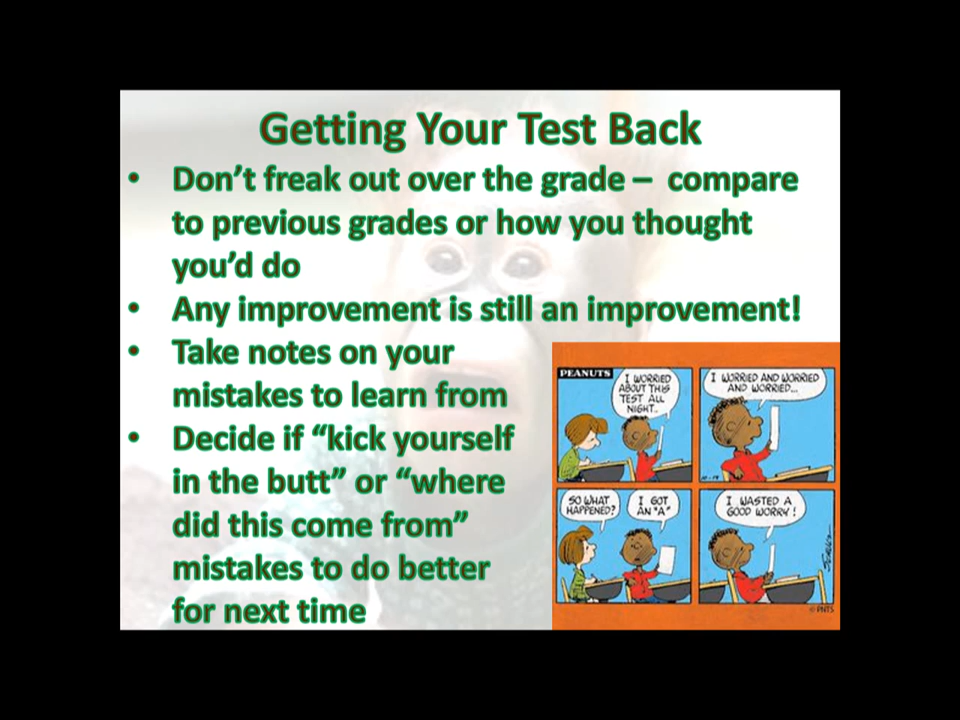 Getting Your Test Back
• Don’t freak out over the grade – compare
to previous grades or how you thought
you’d do
• Any improvement is still an improvement!
• Take notes on your
mistakes to learn from
• Decide if “kick yourself
in the butt” or “where
did this come from”
mistakes to do better
for next time
PEANUTS
I WORRIED
ABOUT THIS
TEST ALL
NIGHT..
I WORRIED AND WORRIED
AND WORRIED...
SO WHAT
HAPPENED?
I GOT
AN "A"
I WASTED A
GOOD WORRY!
©PNTS